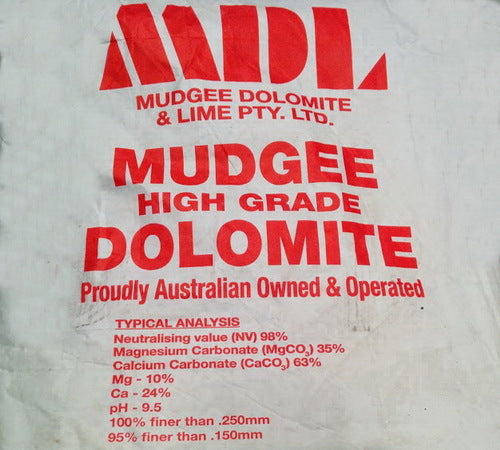 MDL
MUDGEE DOLOMITE
& LIME PTY. LTD.
MUDGEE
HIGH GRADE
DOLOMITE
Proudly Australian Owned & Operated
TYPICAL ANALYSIS
Neutralising value (NV) 98%
Magnesium Carbonate (MgCO₃) 35%
Calcium Carbonate (CaCO₃) 63%
Mg - 10%
Ca - 24%
pH - 9.5
100% finer than .250mm
95% finer than .150mm